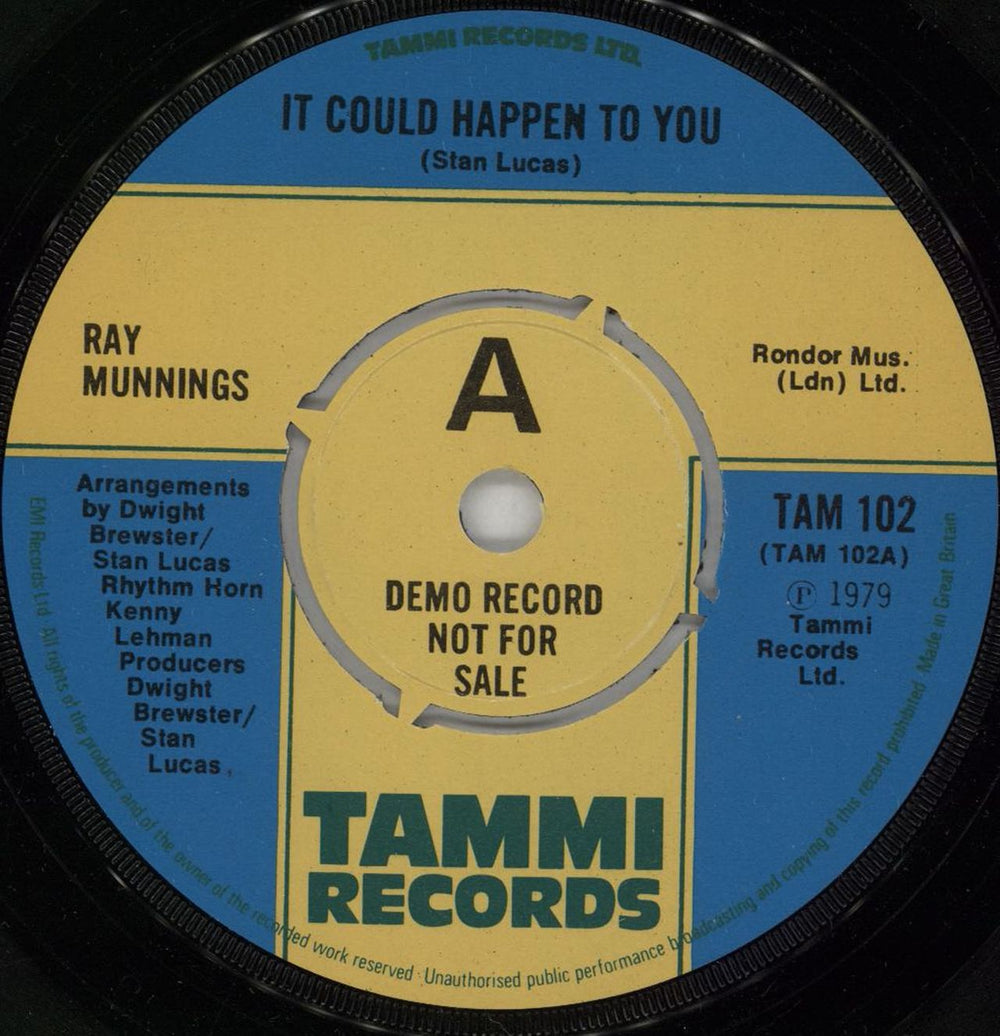 TAMMI RECORDS LTD.
IT COULD HAPPEN TO YOU
(Stan Lucas)
RAY
MUNNINGS
A
Rondor Mus.
(Ldn) Ltd.
Arrangements
by Dwight
Brewster/
Stan Lucas
Rhythm Horn
Kenny
Lehman
Producers
Dwight
Brewster/
Stan
Lucas.
DEMO RECORD
NOT FOR
SALE
TAM 102
(TAM 102A)
Ⓟ 1979
Tammi
Records
Ltd.
TAMMI
RECORDS
EMI Records Ltd All rights of the producer and of the owner of the recorded work reserved · Unauthorised public performance broadcasting and copying of this record prohibited Made in Great Britain